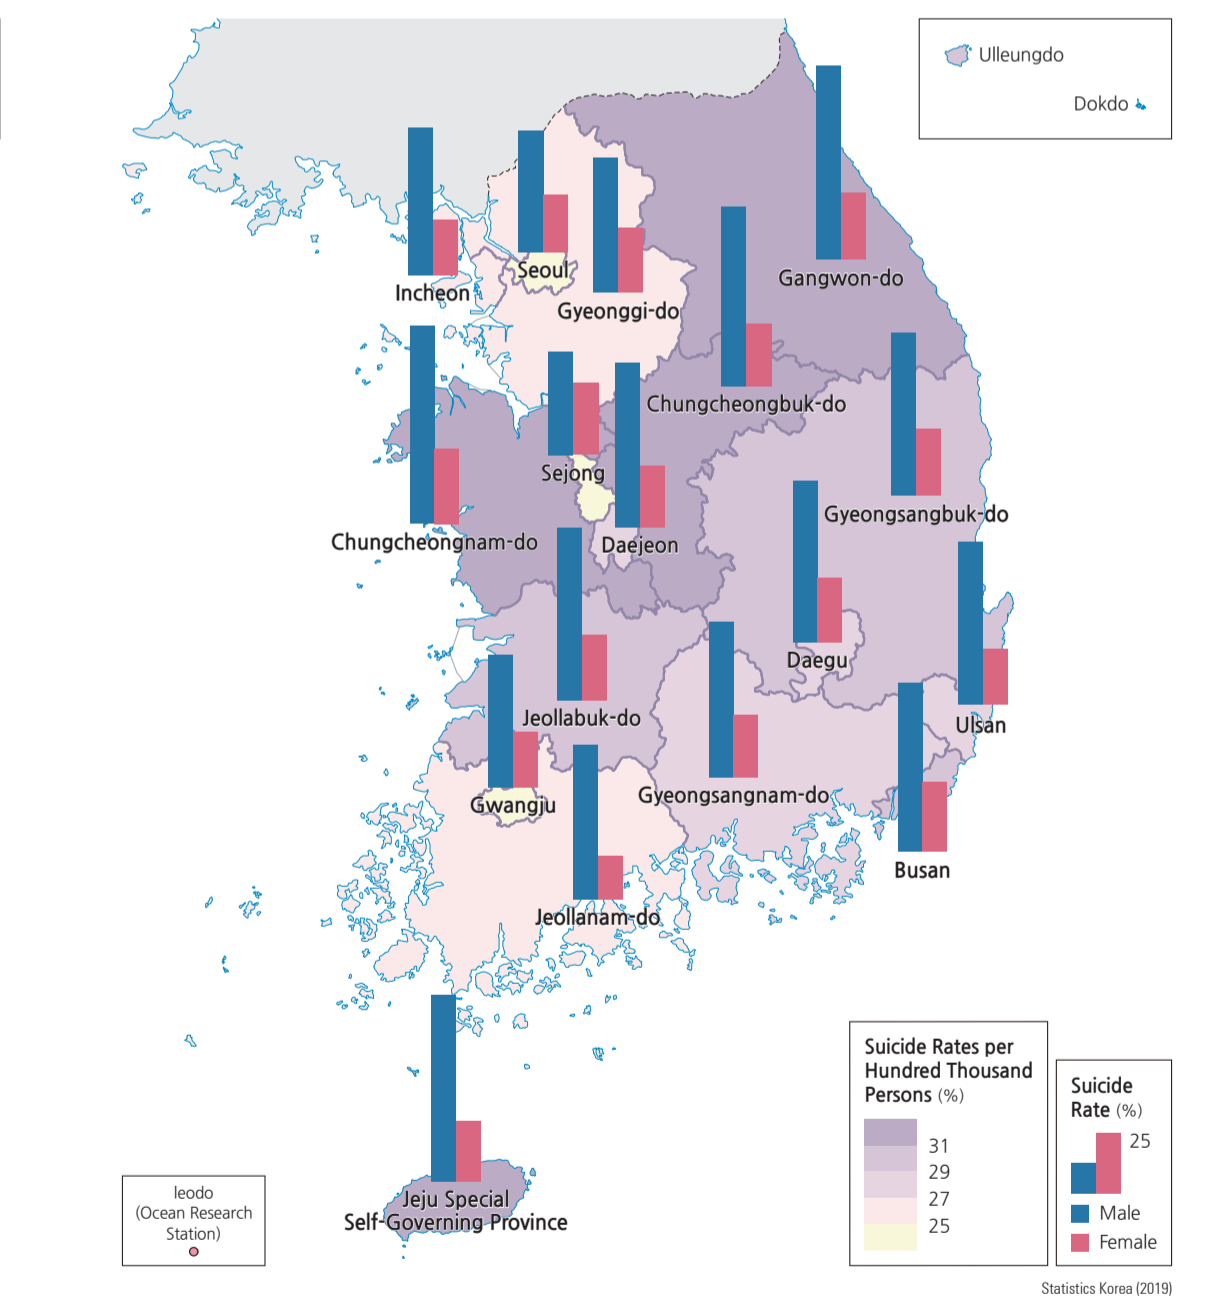 Ulleungdo
Dokdo
Incheon
Seoul
Gyeonggi-do
Gangwon-do
Chungcheongbuk-do
Sejong
Gyeongsangbuk-do
Chungcheongnam-do
Daejeon
Daegu
Jeollabuk-do
Ulsan
Gwangju
Gyeongsangnam-do
Busan
Jeollanam-do
Jeju Special
Self-Governing Province
Ieodo
(Ocean Research
Station)
Suicide Rates per
Hundred Thousand
Persons (%)
31
29
27
25
Suicide
Rate (%)
25
Male
Female
Statistics Korea (2019)